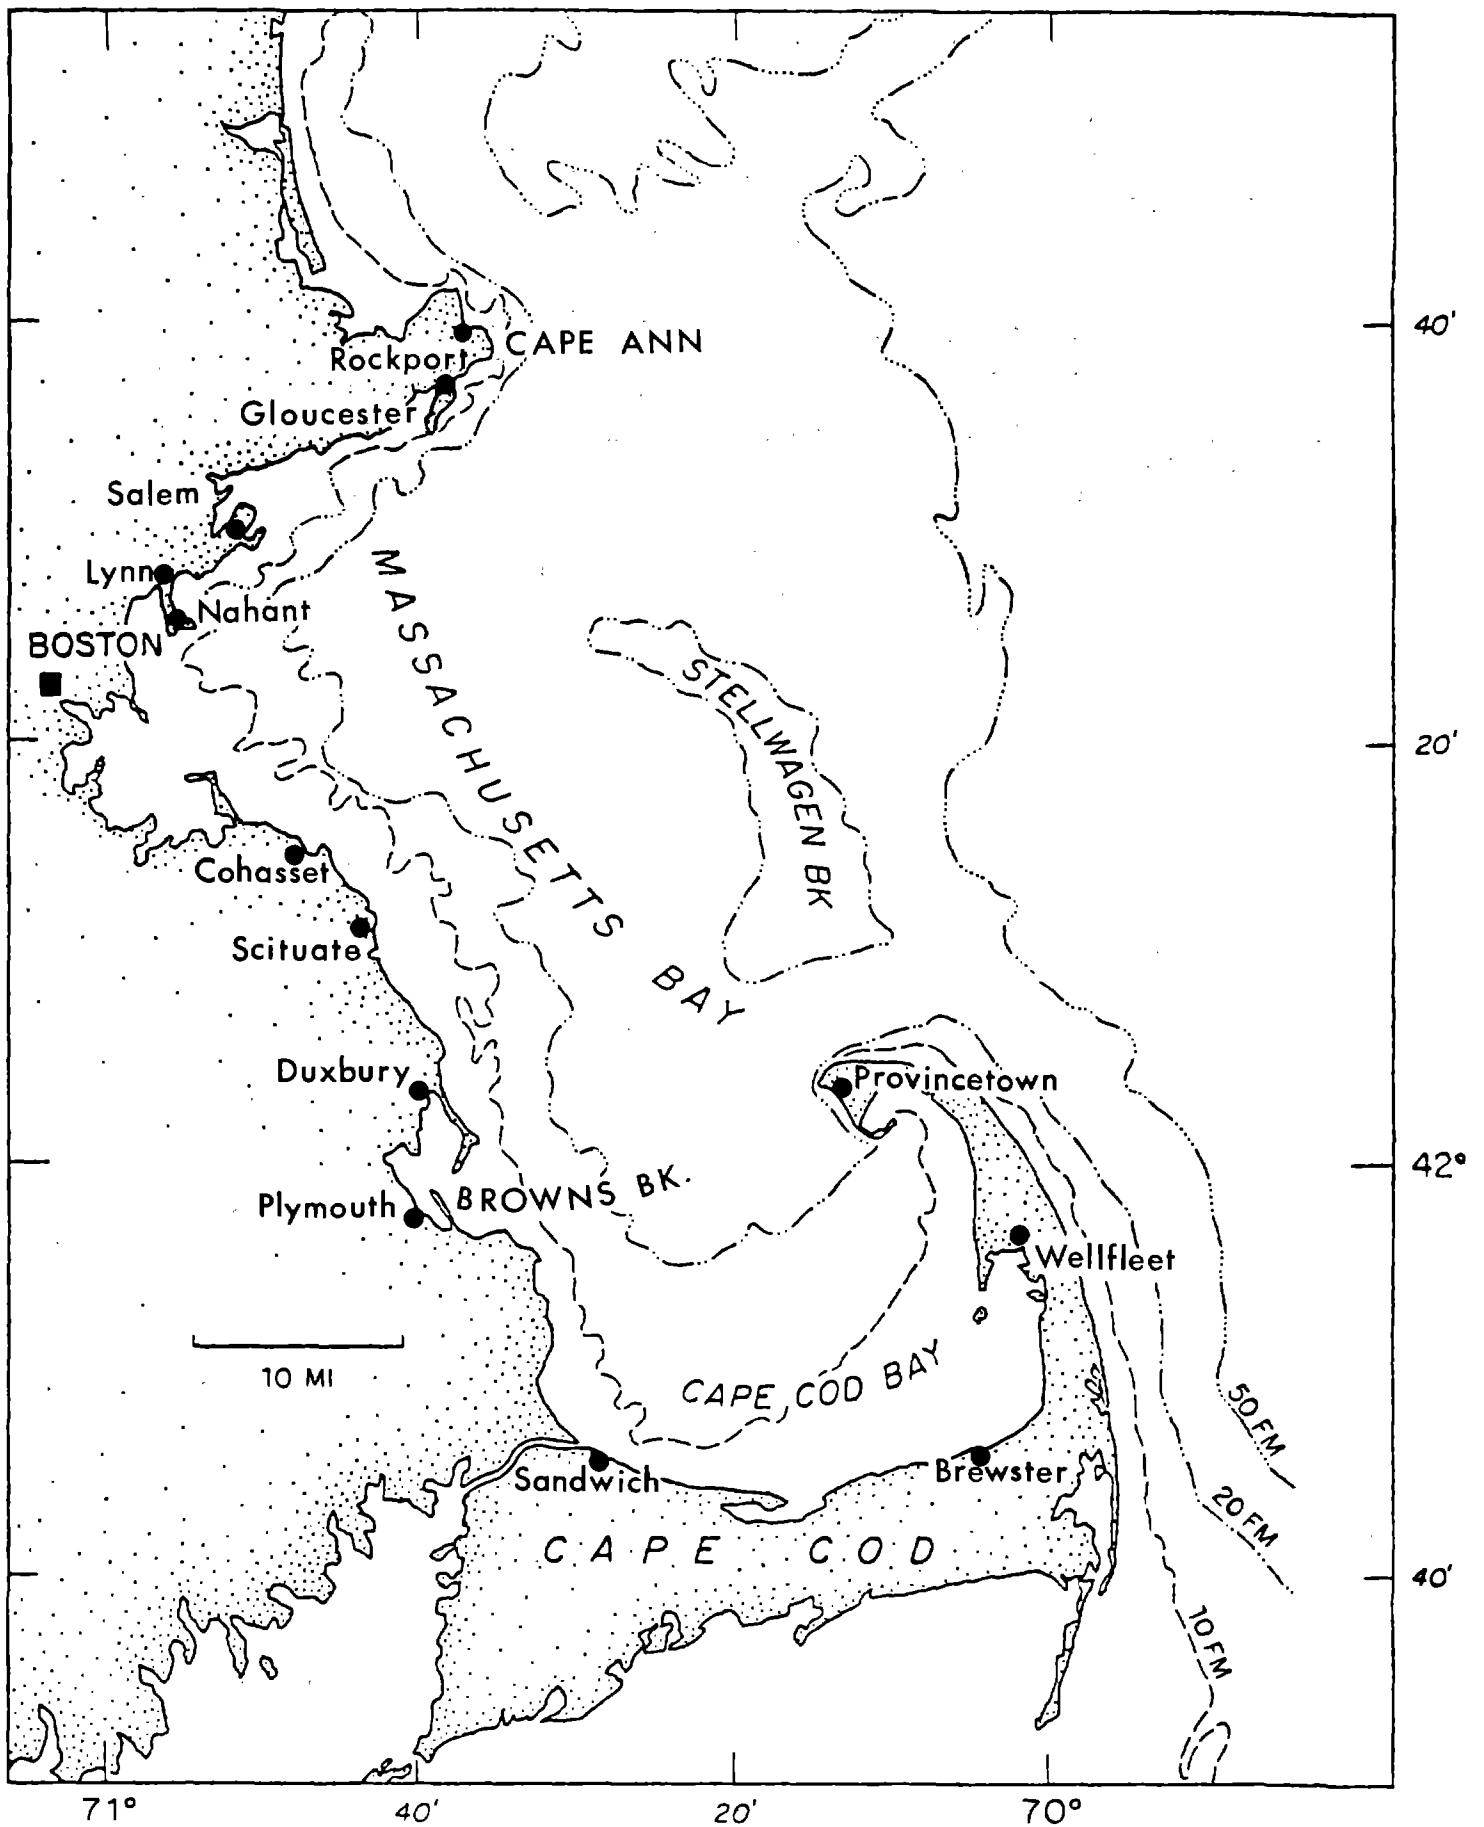 40'
CAPE ANN
Rockport
Gloucester
Salem
Lynn
Nahant
BOSTON
MASSACHUSETTS BAY
STELLWAGEN BK
20'
Cohasset
Scituate
Duxbury
Provincetown
42°
BROWNS BK.
Plymouth
Wellfleet
10 MI
CAPE COD BAY
50 FM
Sandwich
Brewster
20 FM
CAPE COD
40'
10 FM
71°
40'
20'
70°